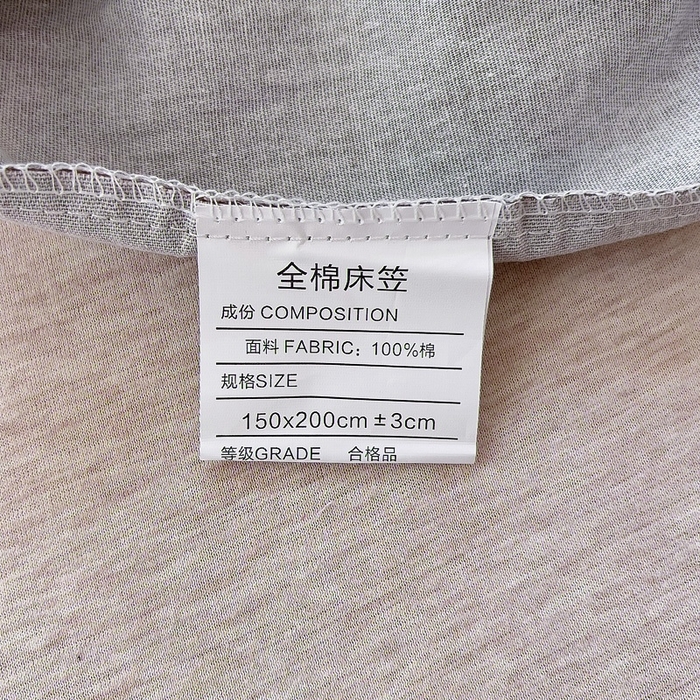 全棉床笠
成份 COMPOSITION
面料 FABRIC：100%棉
规格SIZE
150x200cm ±3cm
等级GRADE 合格品